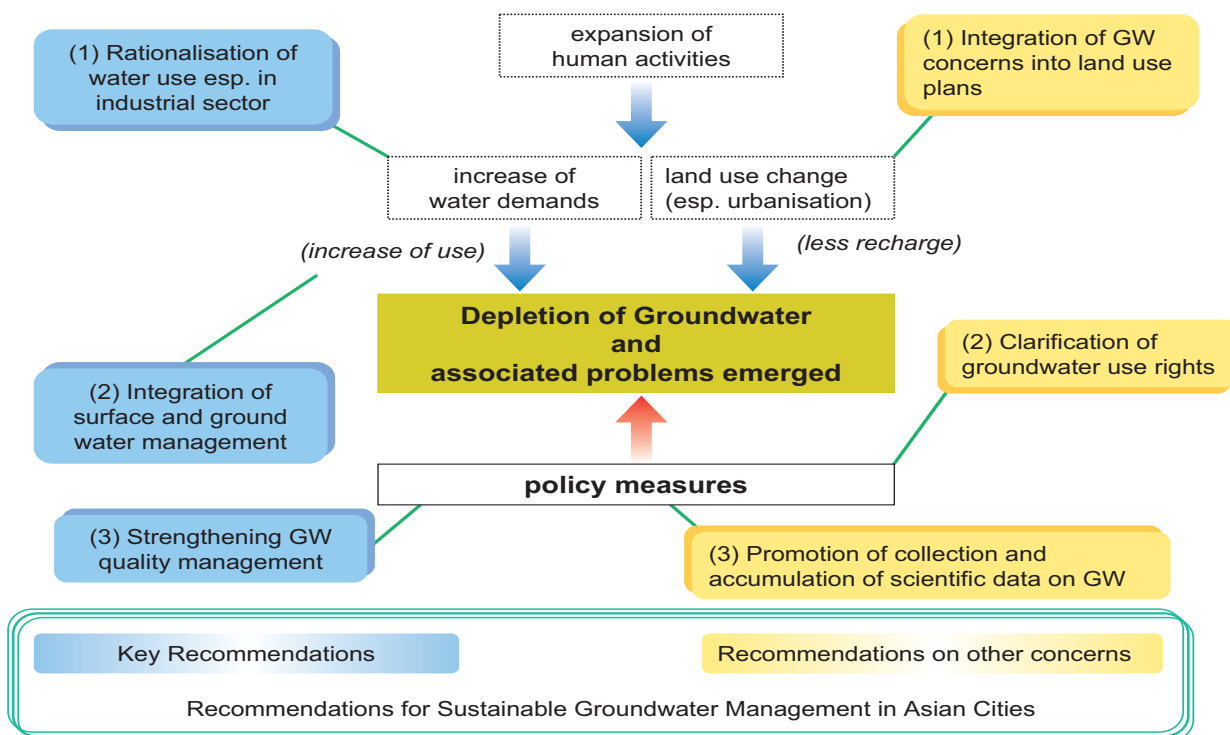 (1) Rationalisation of
water use esp. in
industrial sector
expansion of
human activities
(1) Integration of GW
concerns into land use
plans
increase of
water demands
land use change
(esp. urbanisation)
(increase of use)
(less recharge)
Depletion of Groundwater
and
associated problems emerged
(2) Integration of
surface and ground
water management
(2) Clarification of
groundwater use rights
policy measures
(3) Strengthening GW
quality management
(3) Promotion of collection and
accumulation of scientific data on GW
Key Recommendations
Recommendations on other concerns
Recommendations for Sustainable Groundwater Management in Asian Cities